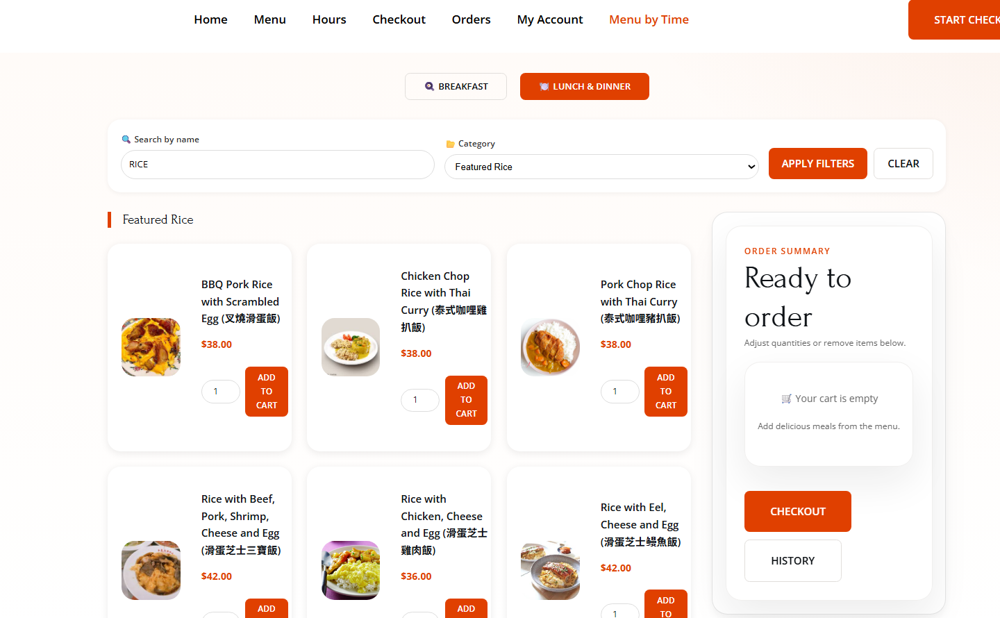 Home Menu Hours Checkout Orders My Account Menu by Time
START CHECK
BREAKFAST LUNCH & DINNER
Search by name
Category
RICE
Featured Rice
APPLY FILTERS CLEAR
Featured Rice
BBQ Pork Rice
with Scrambled
Egg (叉燒滑蛋飯)
$38.00
1
ADD
TO
CART
Chicken Chop
Rice with Thai
Curry (泰式咖哩雞
扒飯)
$38.00
1
ADD
TO
CART
Pork Chop Rice
with Thai Curry
(泰式咖哩豬扒飯)
$38.00
1
ADD
TO
CART
Rice with Beef,
Pork, Shrimp,
Cheese and Egg
(滑蛋芝士三寶飯)
$42.00
ADD
Rice with
Chicken, Cheese
and Egg (滑蛋芝士
雞肉飯)
$36.00
ADD
Rice with Eel,
Cheese and Egg
(滑蛋芝士鰻魚飯)
$42.00
1
ADD
TO
ORDER SUMMARY
Ready to
order
Adjust quantities or remove items below.
Your cart is empty
Add delicious meals from the menu.
CHECKOUT
HISTORY